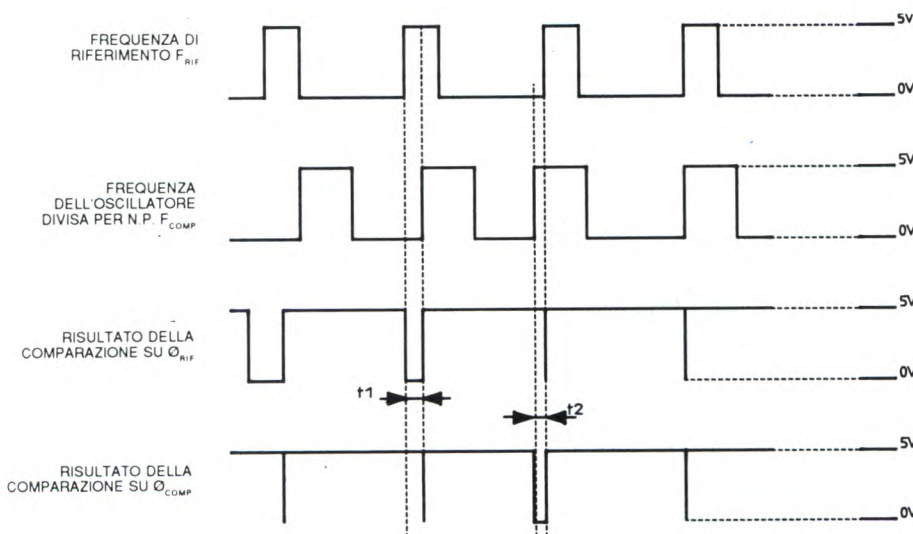 FREQUENZA DI
RIFERIMENTO F_RIF
5V
0V
FREQUENZA
DELL'OSCILLATORE
DIVISA PER N.P. F_COMP
5V
0V
RISULTATO DELLA
COMPARAZIONE SU Ø_RIF
5V
0V
t1
t2
RISULTATO DELLA
COMPARAZIONE SU Ø_COMP
5V
0V